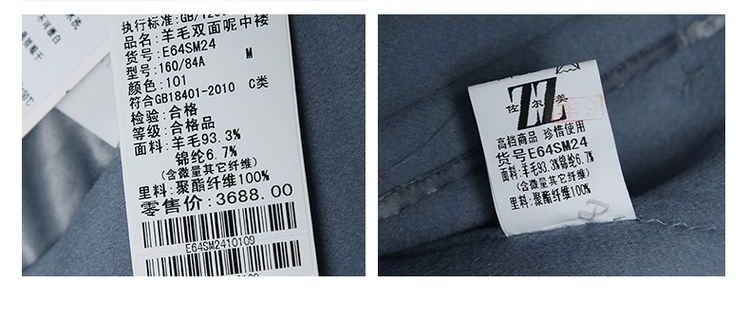 执行标准:GB/T
品名:羊毛双面呢中褛
货号:E64SM24
型号:160/84A
M
颜色:101
符合GB18401-2010 C类
检验:合格
等级:合格品
面料:羊毛93.3%
锦纶6.7%
(含微量其它纤维)
里料:聚酯纤维100%
零售价:3688.00
E64SM2410109
佐尔美
高档商品 珍惜使用
货号E64SM24
面料:羊毛93.3%锦纶6.7%
(含微量其它纤维)
里料:聚酯纤维100%